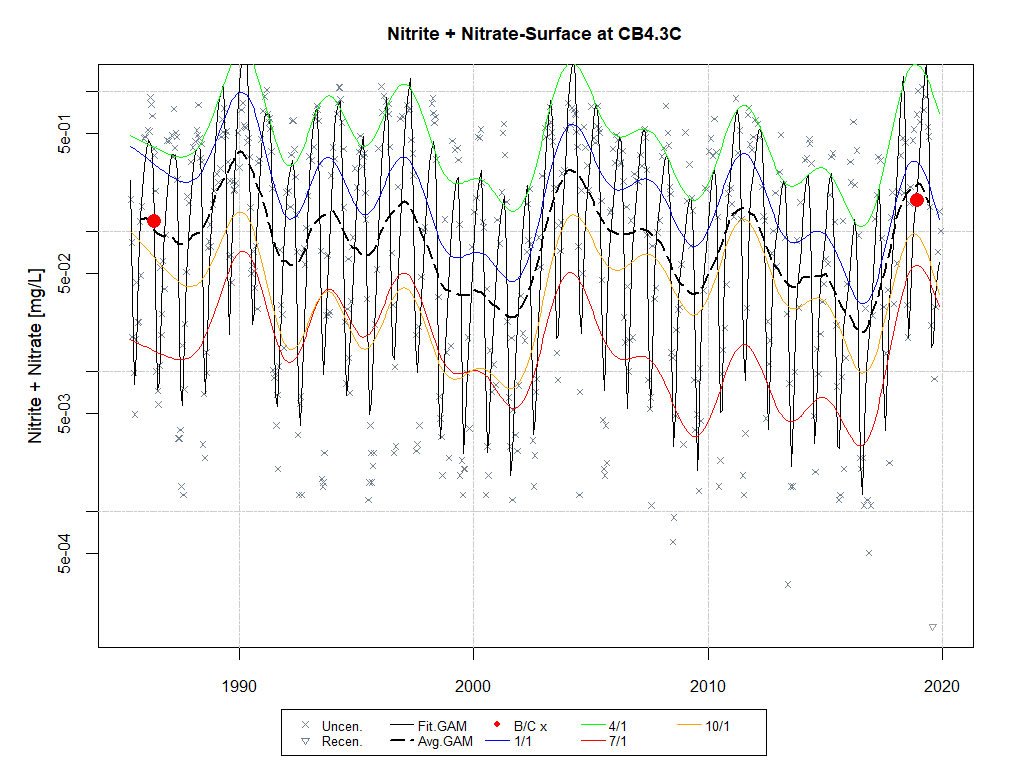 Nitrite + Nitrate-Surface at CB4.3C
Nitrite + Nitrate [mg/L]
5e-01
5e-02
5e-03
5e-04
1990 2000 2010 2020
Uncen. Fit.GAM B/C x 4/1 10/1
Recen. Avg.GAM 1/1 7/1